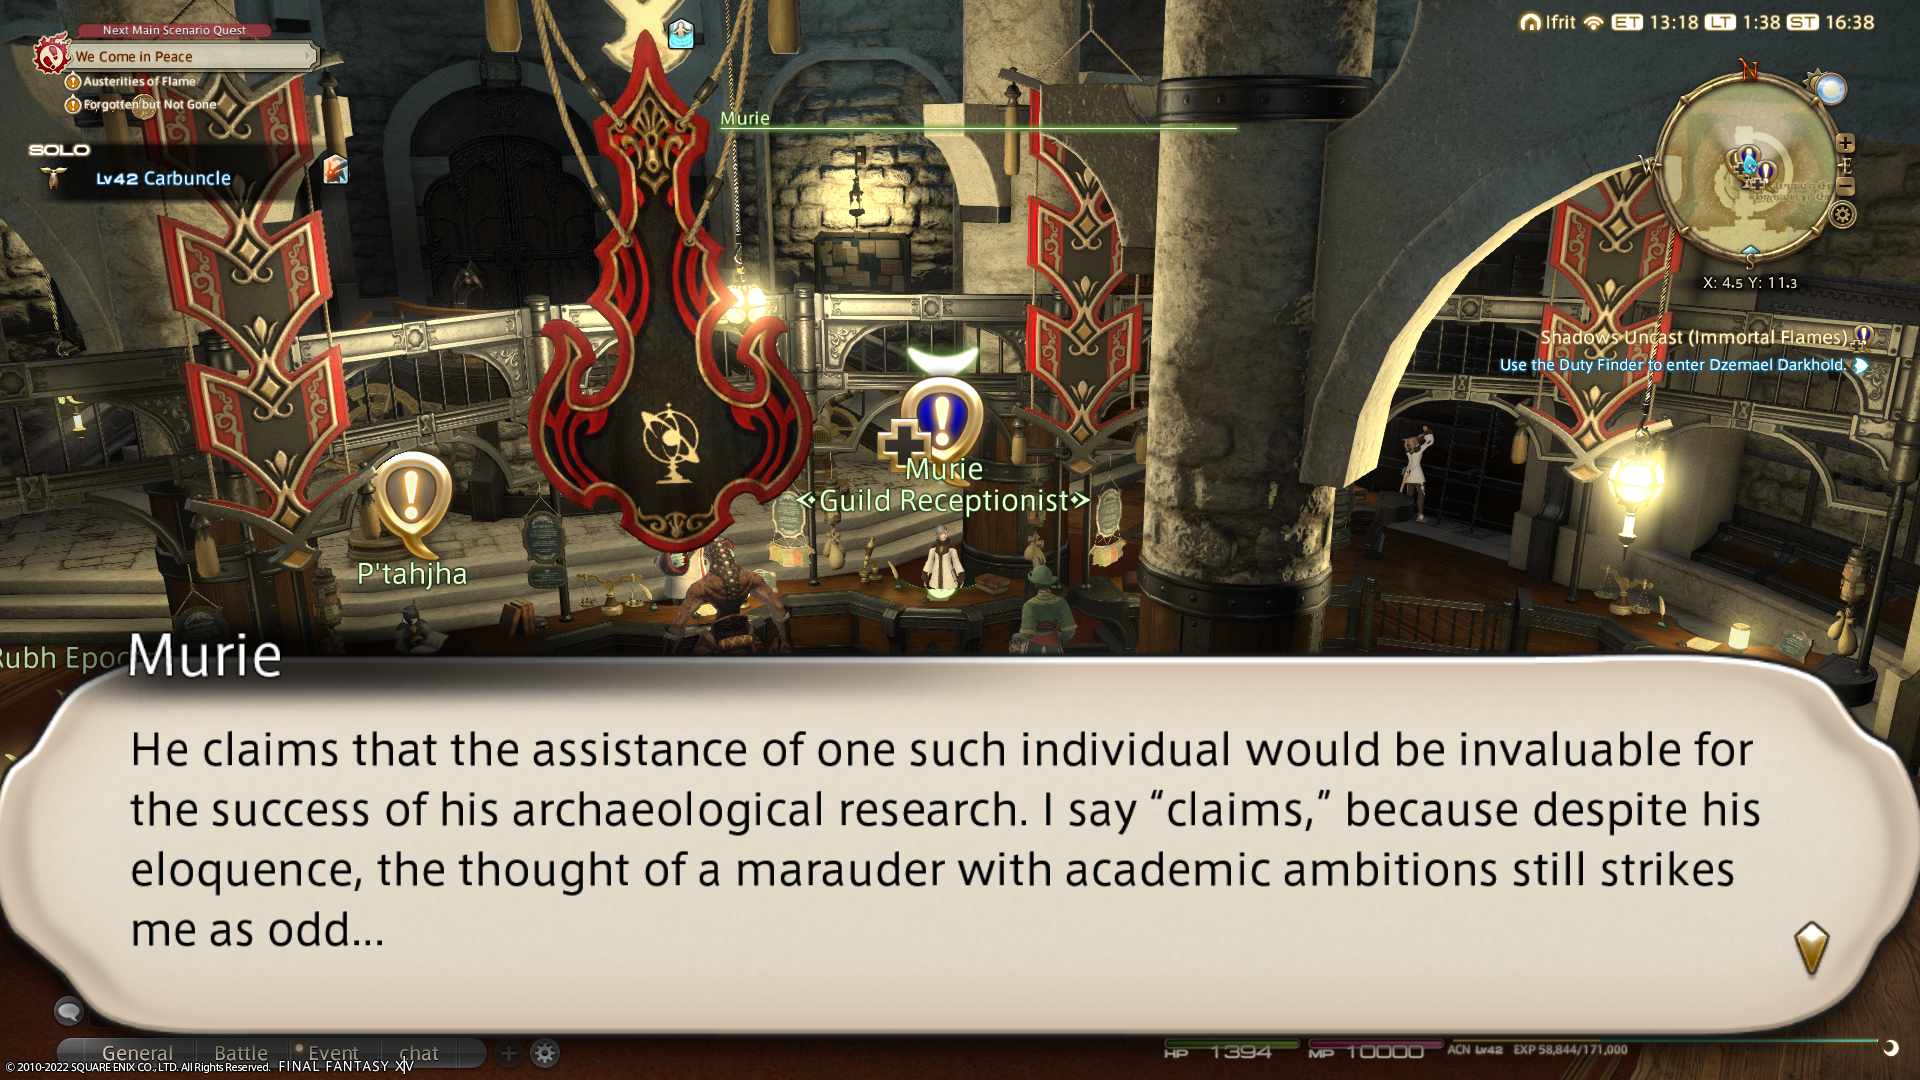 Next Main Scenario Quest
We Come in Peace
Austerities of Flame
Forgotten but Not Gone
SOLO
Lv42 Carbuncle
Murie
Ifrit ET 13:18 LT 1:38 ST 16:38
N
W
E
S
X: 4.5 Y: 11.3
Shadows Uncast (Immortal Flames)
Use the Duty Finder to enter Dzemael Darkhold.
Murie
Guild Receptionist
P'tahjha
Murie
He claims that the assistance of one such individual would be invaluable for
the success of his archaeological research. I say “claims,” because despite his
eloquence, the thought of a marauder with academic ambitions still strikes
me as odd...
General Battle Event chat
HP 1394 MP 10000 ACN Lv42 EXP 58,844/171,000
© 2010-2022 SQUARE ENIX CO., LTD. All Rights Reserved. FINAL FANTASY XIV